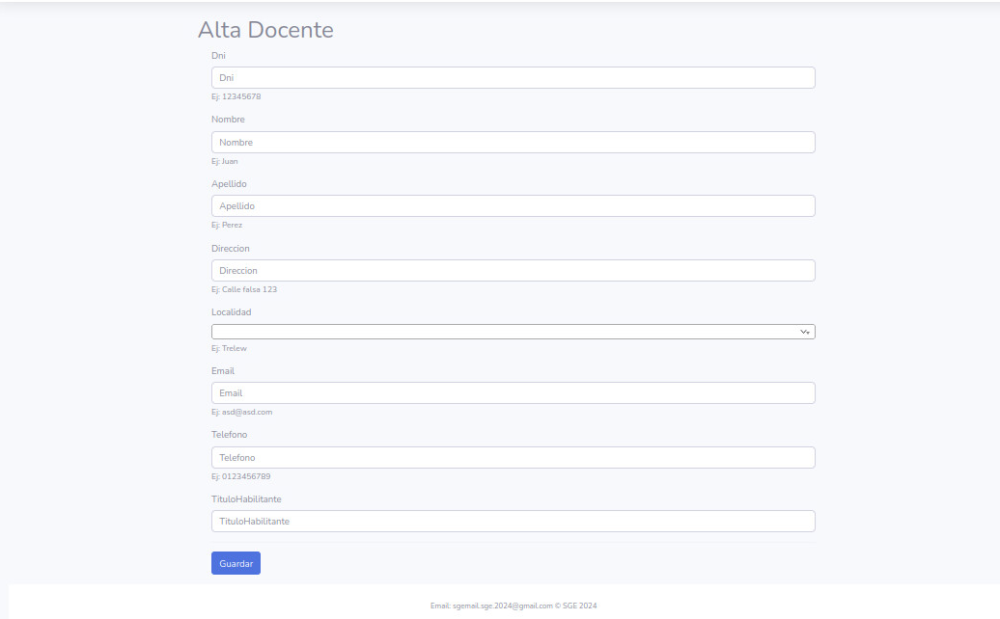 Alta Docente
Dni
Dni
Ej: 12345678
Nombre
Nombre
Ej: Juan
Apellido
Apellido
Ej: Perez
Direccion
Direccion
Ej: Calle falsa 123
Localidad
Ej: Trelew
Email
Email
Ej: asd@asd.com
Telefono
Telefono
Ej: 0123456789
TituloHabilitante
TituloHabilitante
Guardar
Email: sgemail.sge.2024@gmail.com © SGE 2024